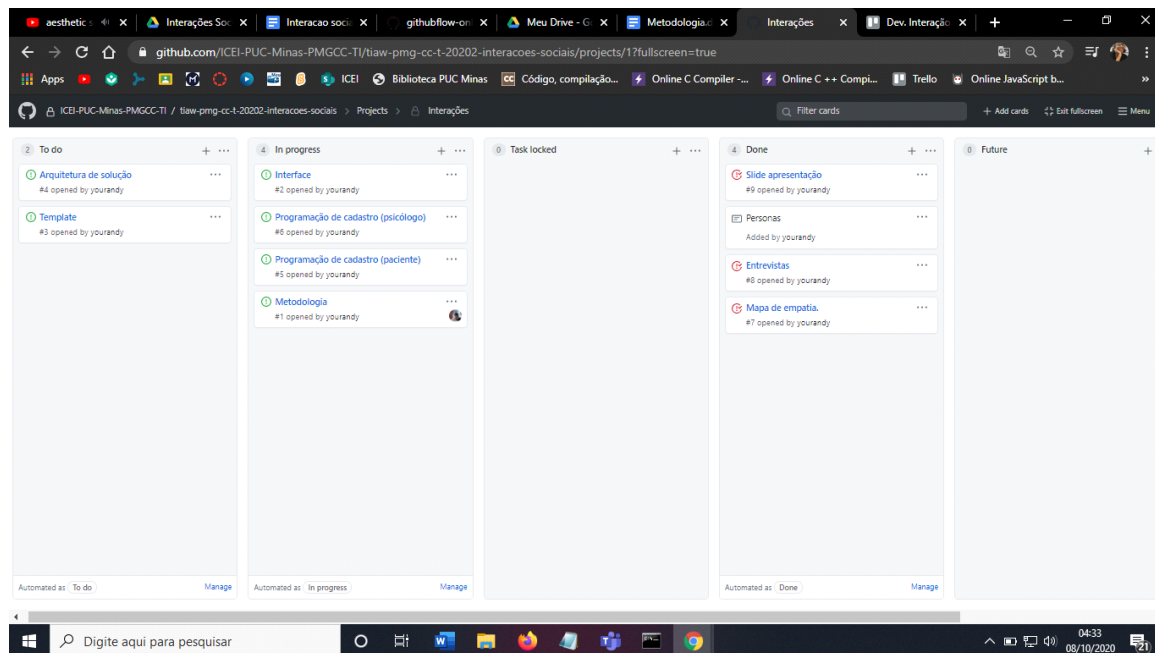 aesthetic s
Interações Soc
Interacao socia
githubflow-onl
Meu Drive - G
Metodologia.d
Interações
Dev. Interação
github.com/ICEI-PUC-Minas-PMGCC-TI/tiaw-pmg-cc-t-20202-interacoes-sociais/projects/1?fullscreen=true
Apps
ICEI
Biblioteca PUC Minas
CC Código, compilação...
Online C Compiler -...
Online C ++ Compi...
Trello
Online JavaScript b...
»
ICEI-PUC-Minas-PMGCC-TI / tiaw-pmg-cc-t-20202-interacoes-sociais > Projects > Interações
Filter cards
+ Add cards
Exit fullscreen
Menu
2 To do
Arquitetura de solução
#4 opened by yourandy
Template
#3 opened by yourandy
Automated as To do
Manage
4 In progress
Interface
#2 opened by yourandy
Programação de cadastro (psicólogo)
#6 opened by yourandy
Programação de cadastro (paciente)
#5 opened by yourandy
Metodologia
#1 opened by yourandy
Automated as In progress
Manage
0 Task locked
4 Done
Slide apresentação
#9 opened by yourandy
Personas
Added by yourandy
Entrevistas
#8 opened by yourandy
Mapa de empatia.
#7 opened by yourandy
Automated as Done
Manage
0 Future
Digite aqui para pesquisar
04:33
08/10/2020
21